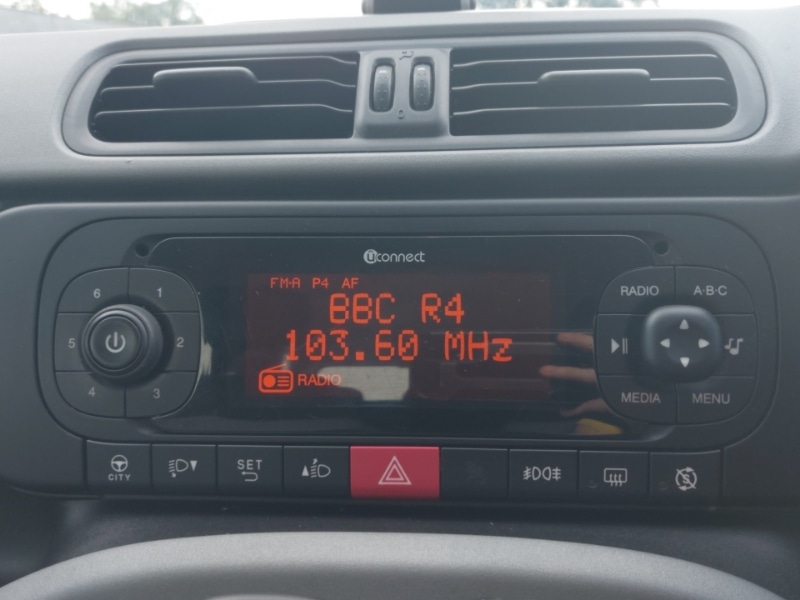 uconnect
FM-A P4 AF
BBC R4
103.60 MHz
RADIO
6 1
5 2
4 3
RADIO A·B·C
MEDIA MENU
CITY
SET